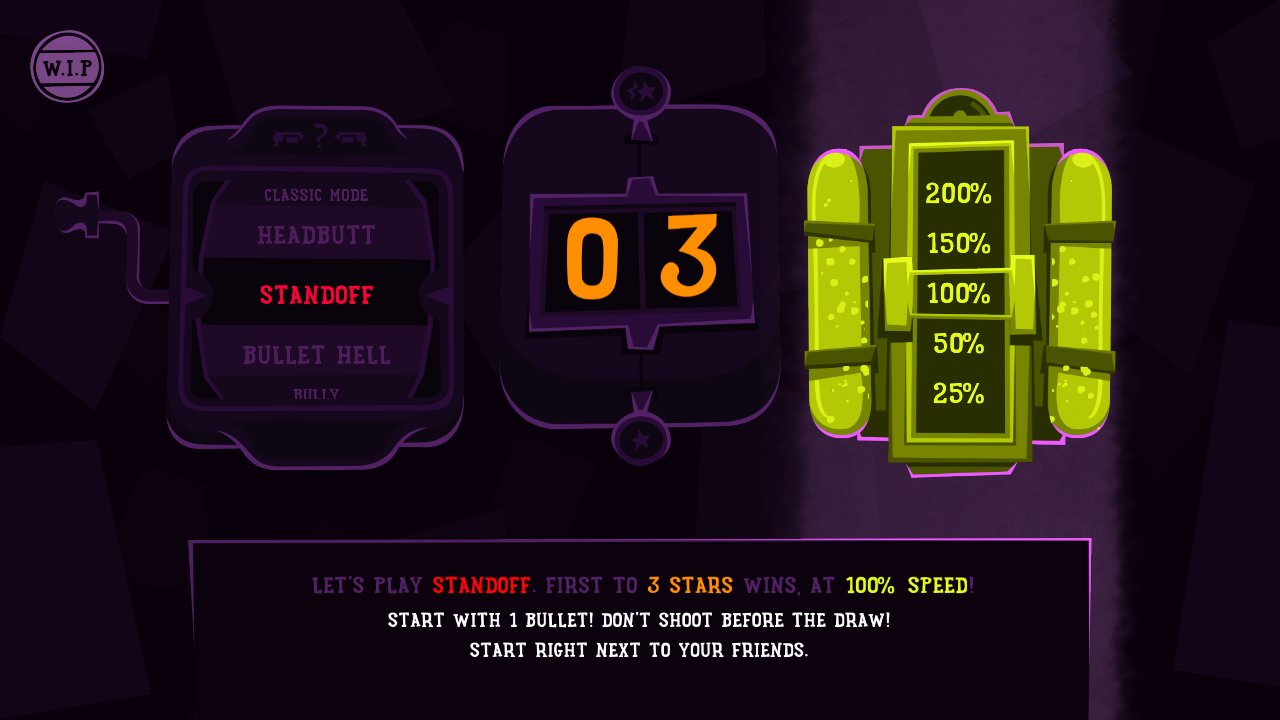 W.I.P
?
CLASSIC MODE
HEADBUTT
STANDOFF
BULLET HELL
BULLY
03
200%
150%
100%
50%
25%
LET'S PLAY STANDOFF. FIRST TO 3 STARS WINS, AT 100% SPEED!
START WITH 1 BULLET! DON'T SHOOT BEFORE THE DRAW!
START RIGHT NEXT TO YOUR FRIENDS.